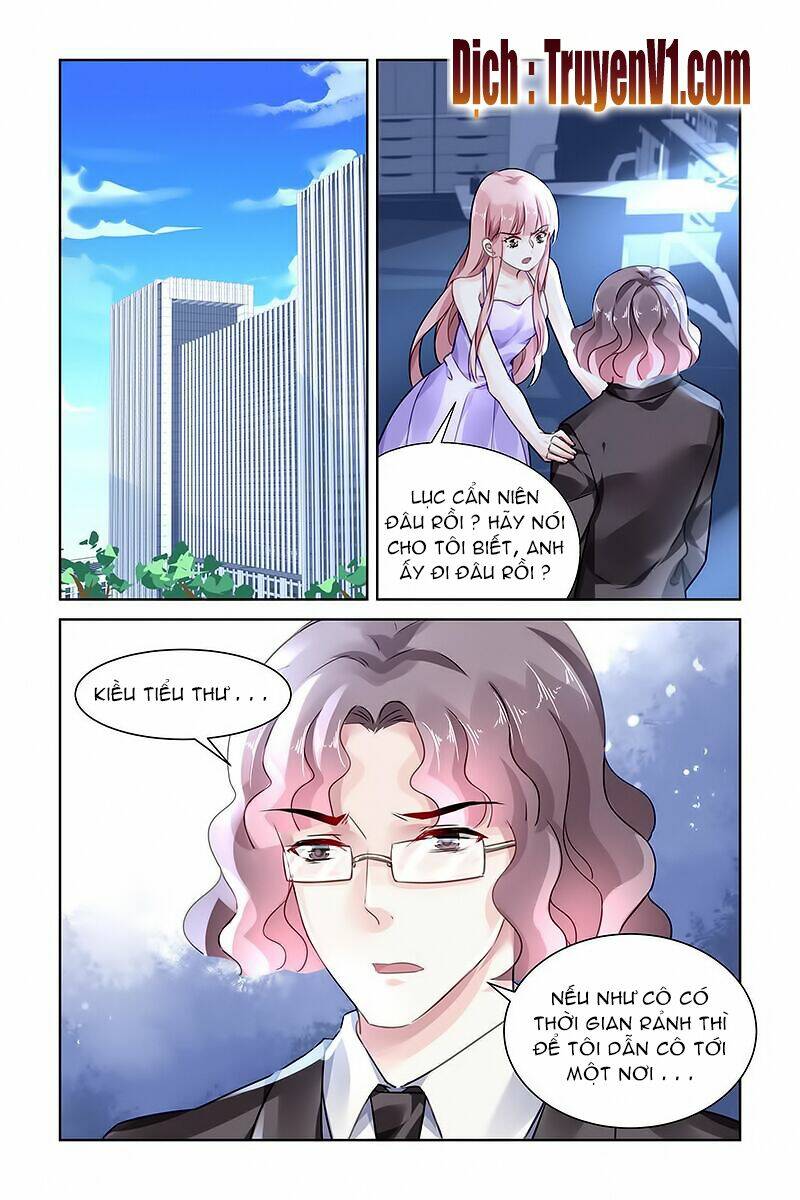 Dịch : TruyenV1.com
LỤC CẨN NIÊN
ĐÂU RỒI ? HÃY NÓI
CHO TÔI BIẾT, ANH
ẤY ĐI ĐÂU RỒI ?
KIỀU TIỂU THƯ . . .
NẾU NHƯ CÔ CÓ
THỜI GIAN RẢNH THÌ
ĐỂ TÔI DẪN CÔ TỚI
MỘT NƠI . . .